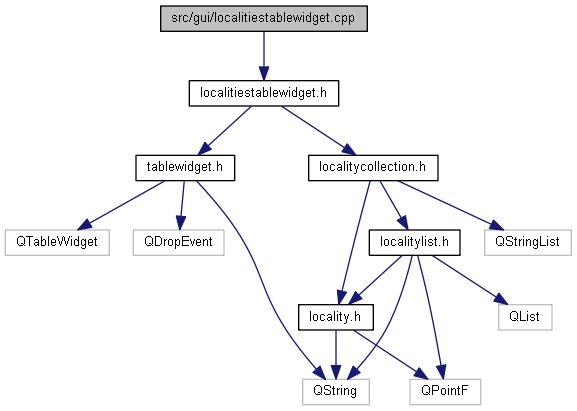 src/gui/localitiestablewidget.cpp
localitiestablewidget.h
tablewidget.h
localitycollection.h
QTableWidget
QDropEvent
localitylist.h
QStringList
locality.h
QList
QString
QPointF